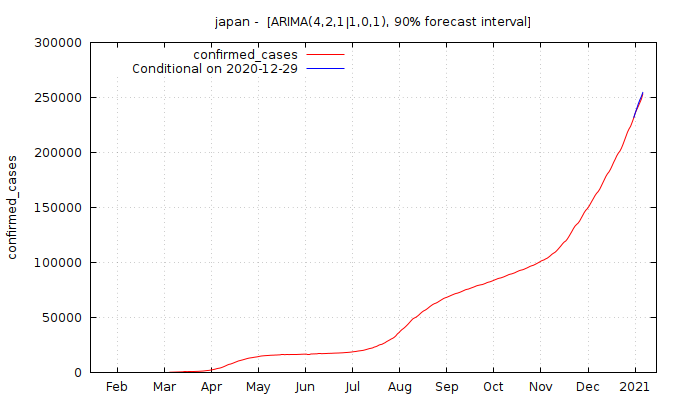 japan -  [ARIMA(4,2,1|1,0,1), 90% forecast interval]
confirmed_cases
Conditional on 2020-12-29
300000
250000
200000
150000
100000
50000
0
confirmed_cases
Feb Mar Apr May Jun Jul Aug Sep Oct Nov Dec 2021